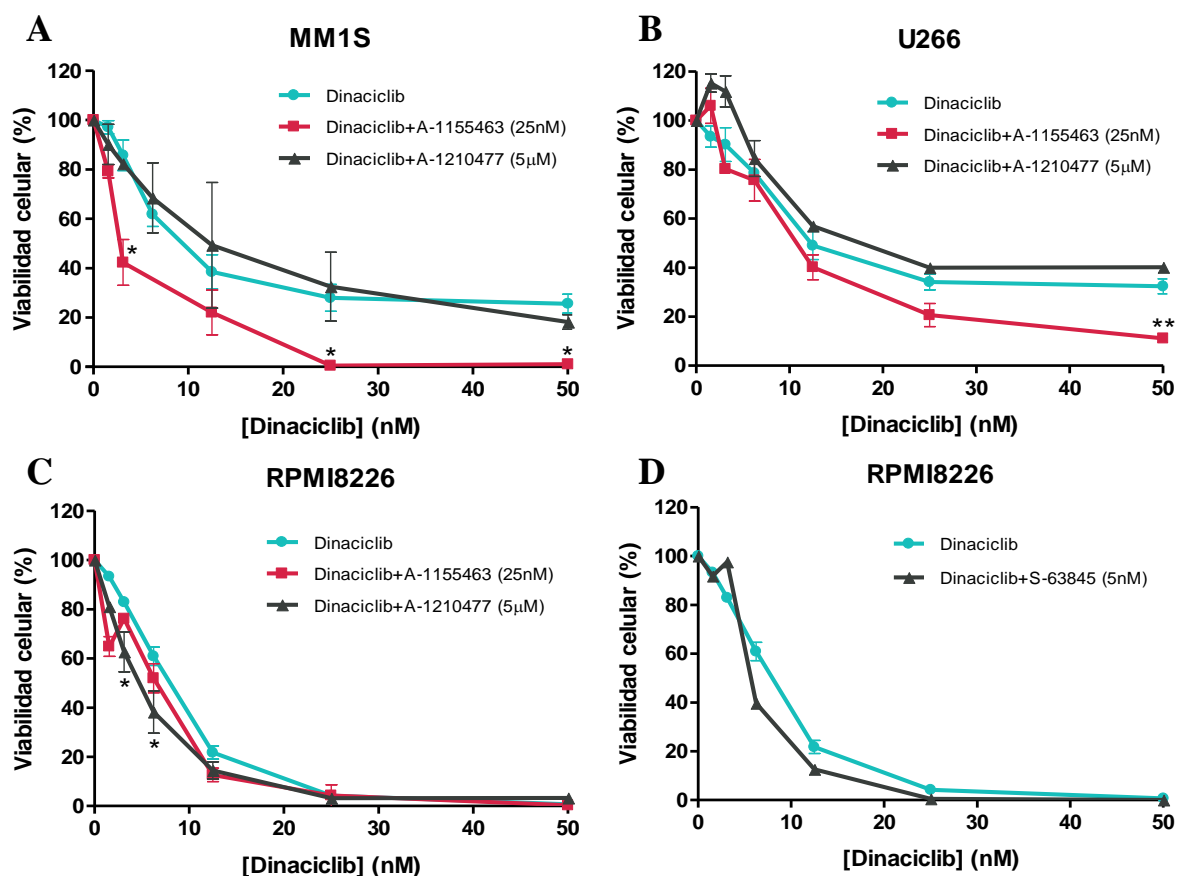 A
MM1S
120
100
80
60
40
20
0
Viabilidad celular (%)
Dinaciclib
Dinaciclib+A-1155463 (25nM)
Dinaciclib+A-1210477 (5μM)
*
*
*
0 10 20 30 40 50
[Dinaciclib] (nM)
B
U266
120
100
80
60
40
20
0
Viabilidad celular (%)
Dinaciclib
Dinaciclib+A-1155463 (25nM)
Dinaciclib+A-1210477 (5μM)
**
0 10 20 30 40 50
[Dinaciclib] (nM)
C
RPMI8226
120
100
80
60
40
20
0
Viabilidad celular (%)
Dinaciclib
Dinaciclib+A-1155463 (25nM)
Dinaciclib+A-1210477 (5μM)
*
*
0 10 20 30 40 50
[Dinaciclib] (nM)
D
RPMI8226
120
100
80
60
40
20
0
Viabilidad celular (%)
Dinaciclib
Dinaciclib+S-63845 (5nM)
0 10 20 30 40 50
[Dinaciclib] (nM)